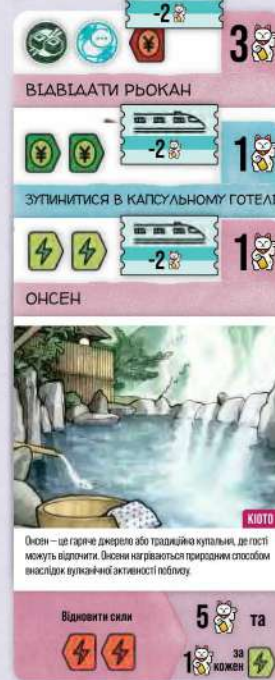 -2
3
ВІДВІДАТИ РЬОКАН
-2
1
ЗУПИНИТИСЯ В КАПСУЛЬНОМУ ГОТЕЛІ
-2
1
ОНСЕН
КІОТО
Онсен – це гаряче джерело або традиційна купальня, де гості
можуть відпочити. Онсени нагріваються природним способом
внаслідок вулканічної активності поблизу.
Відновити сили
5 та
1 за
кожен